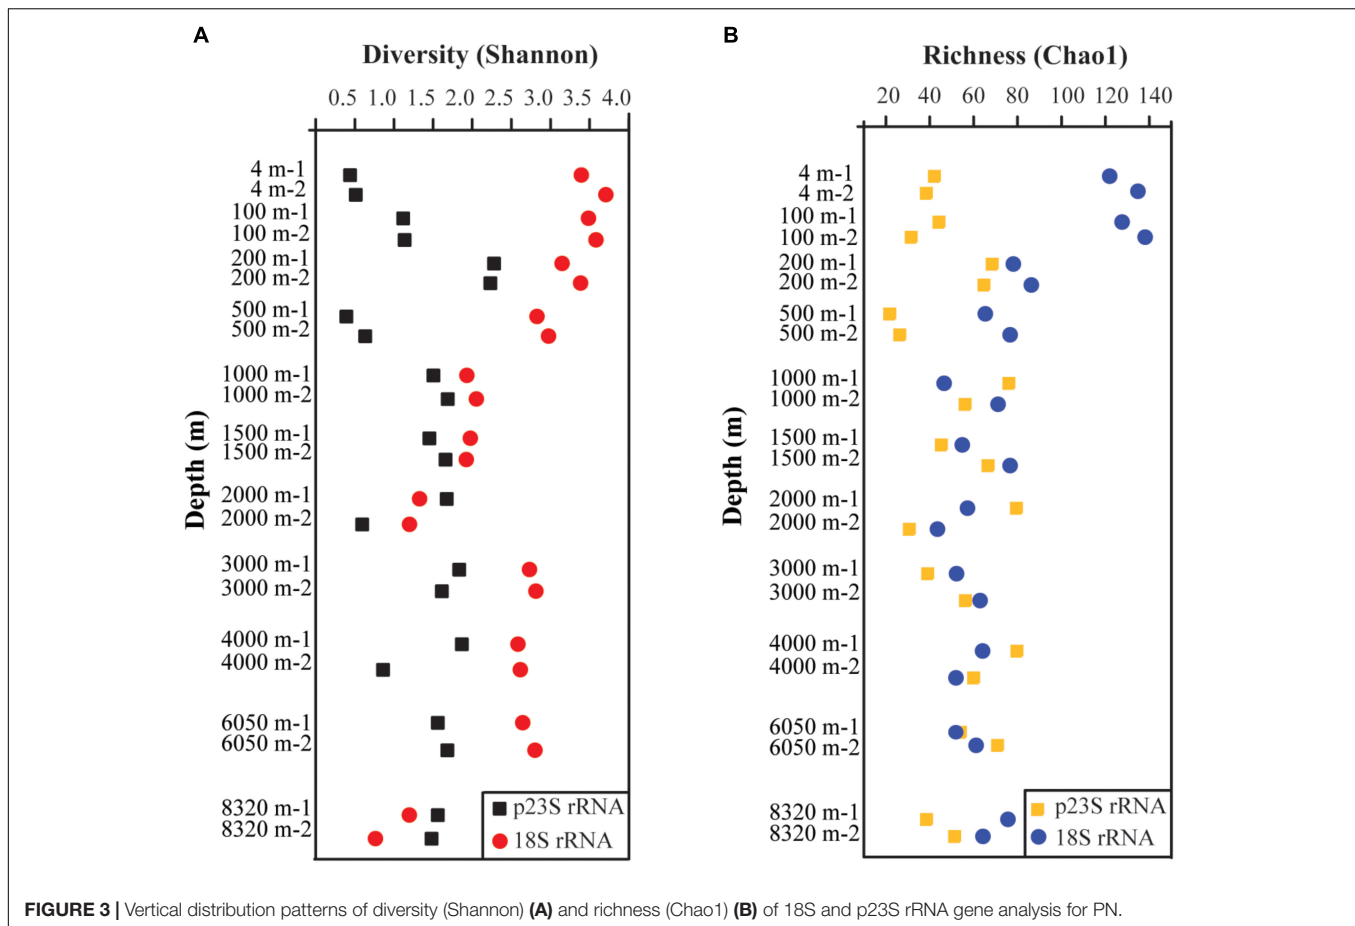 A
Diversity (Shannon)
0.5 1.0 1.5 2.0 2.5 3.0 3.5 4.0
Depth (m)
4 m-1
4 m-2
100 m-1
100 m-2
200 m-1
200 m-2
500 m-1
500 m-2
1000 m-1
1000 m-2
1500 m-1
1500 m-2
2000 m-1
2000 m-2
3000 m-1
3000 m-2
4000 m-1
4000 m-2
6050 m-1
6050 m-2
8320 m-1
8320 m-2
p23S rRNA
18S rRNA
B
Richness (Chao1)
20 40 60 80 100 120 140
Depth (m)
4 m-1
4 m-2
100 m-1
100 m-2
200 m-1
200 m-2
500 m-1
500 m-2
1000 m-1
1000 m-2
1500 m-1
1500 m-2
2000 m-1
2000 m-2
3000 m-1
3000 m-2
4000 m-1
4000 m-2
6050 m-1
6050 m-2
8320 m-1
8320 m-2
p23S rRNA
18S rRNA
FIGURE 3 | Vertical distribution patterns of diversity (Shannon) (A) and richness (Chao1) (B) of 18S and p23S rRNA gene analysis for PN.